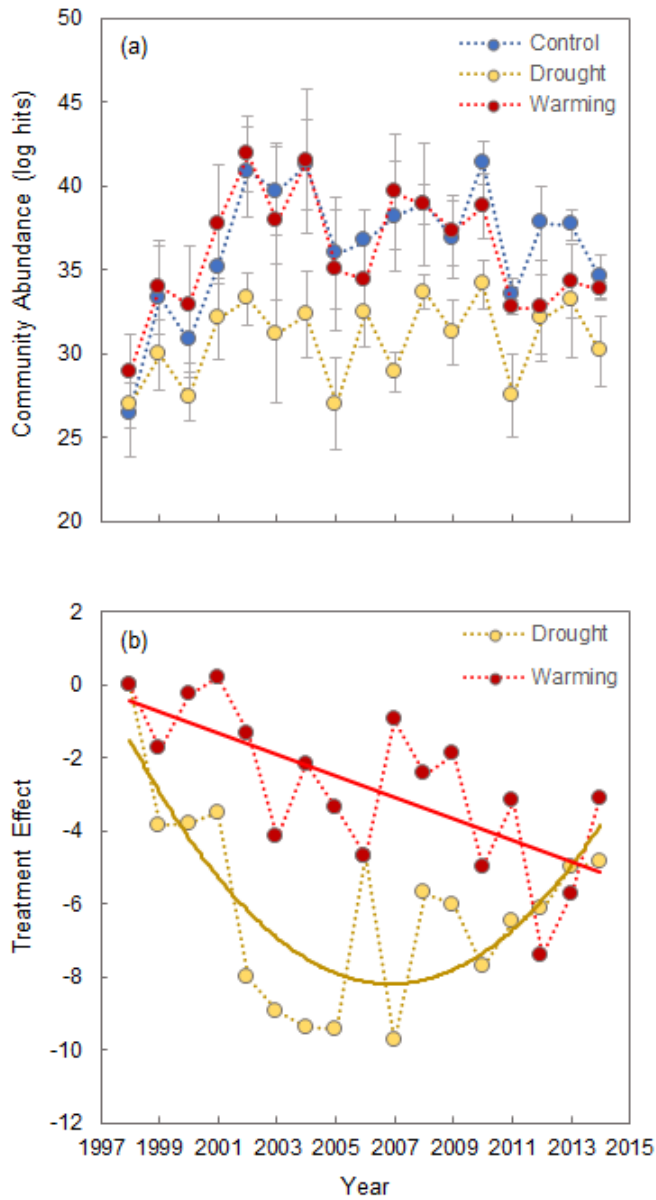 50
45
40
35
30
25
20
Community Abundance (log hits)
(a)
Control
Drought
Warming
2
0
-2
-4
-6
-8
-10
-12
Treatment Effect
(b)
Drought
Warming
1997 1999 2001 2003 2005 2007 2009 2011 2013 2015
Year